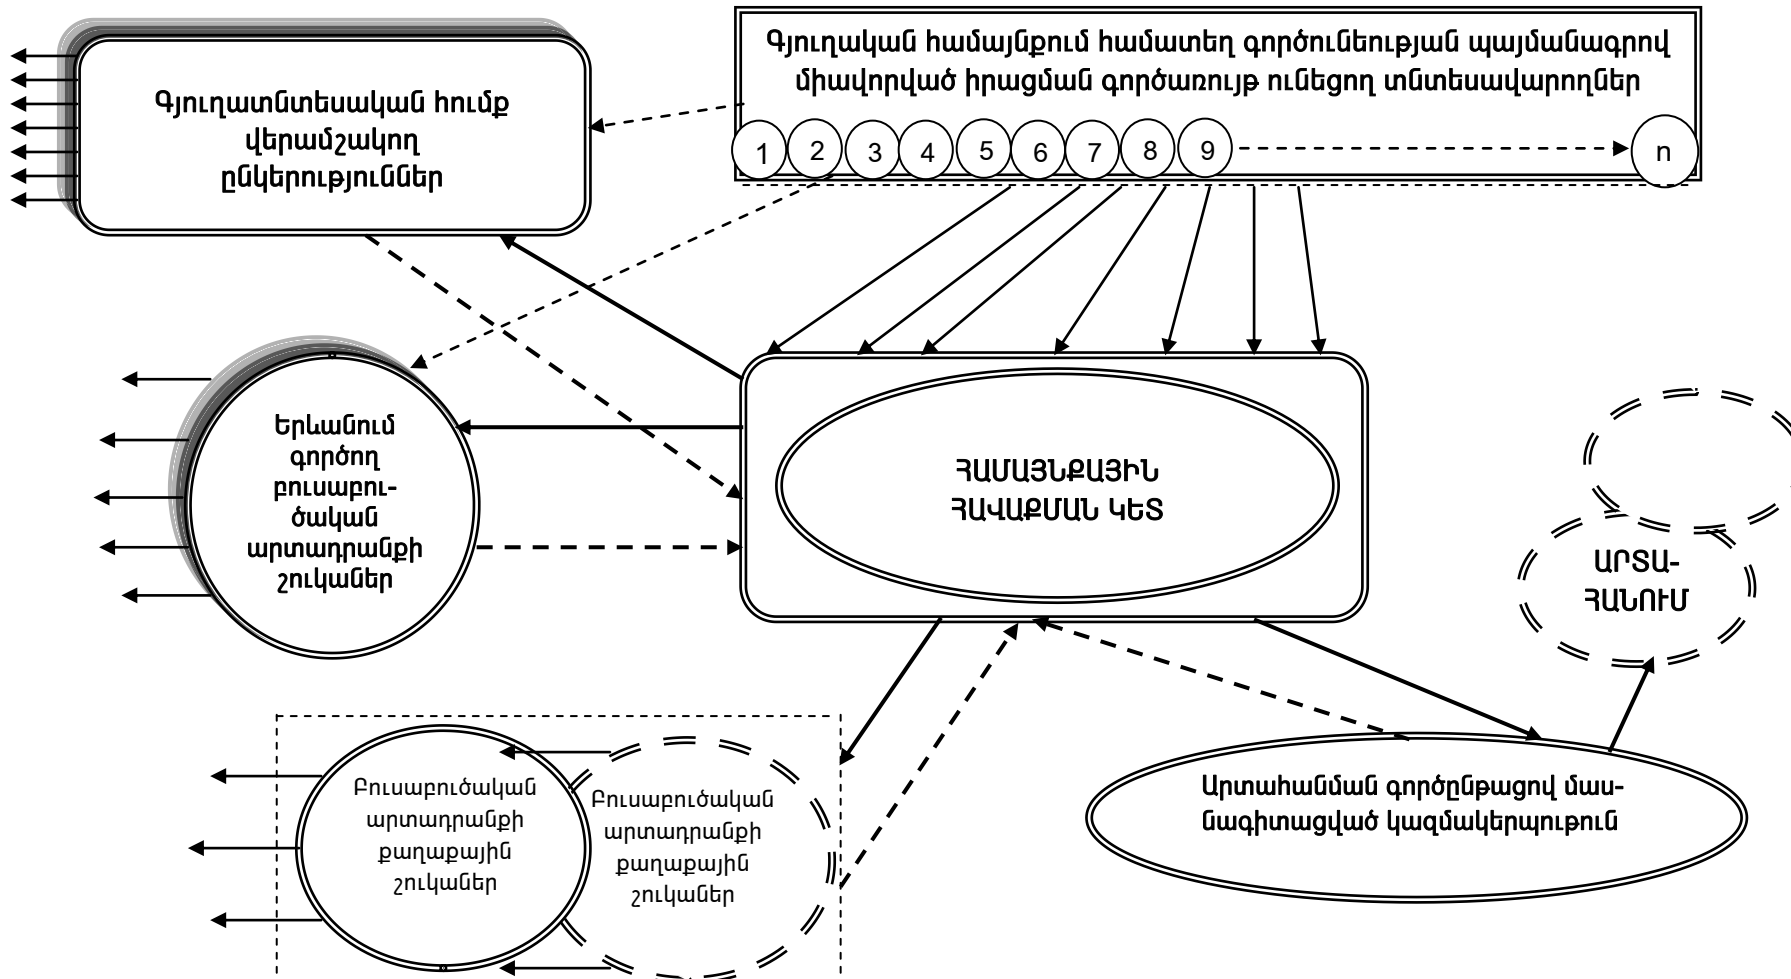 Գյուղական համայնքում համատեղ գործունեության պայմանագրով
միավորված իրացման գործառույթ ունեցող տնտեսավարողներ
1 2 3 4 5 6 7 8 9 n
Գյուղատնտեսական հումք
վերամշակող
ընկերություններ
Երևանում
գործող
բուսաբու-
ծական
արտադրանքի
շուկաներ
ՀԱՄԱՅՆՔԱՅԻՆ
ՀԱՎԱՔՄԱՆ ԿԵՏ
ԱՐՏԱ-
ՀԱՆՈՒՄ
Բուսաբուծական
արտադրանքի
քաղաքային
շուկաներ
Բուսաբուծական
արտադրանքի
քաղաքային
շուկաներ
Արտահանման գործընթացով մաս-
նագիտացված կազմակերպութուն